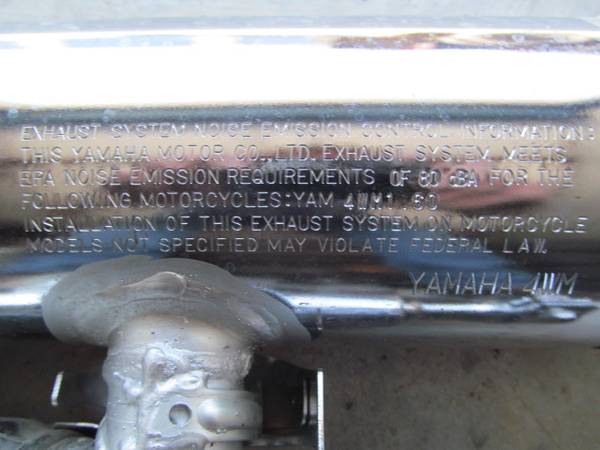 EXHAUST SYSTEM NOISE EMISSION CONTROL INFORMATION:
THIS YAMAHA MOTOR CO., LTD. EXHAUST SYSTEM MEETS
EPA NOISE EMISSION REQUIREMENTS OF 80 dBA FOR THE
FOLLOWING MOTORCYCLES: YAM 4WM1 60
INSTALLATION OF THIS EXHAUST SYSTEM ON MOTORCYCLE
MODELS NOT SPECIFIED MAY VIOLATE FEDERAL LAW.
YAMAHA 4WM